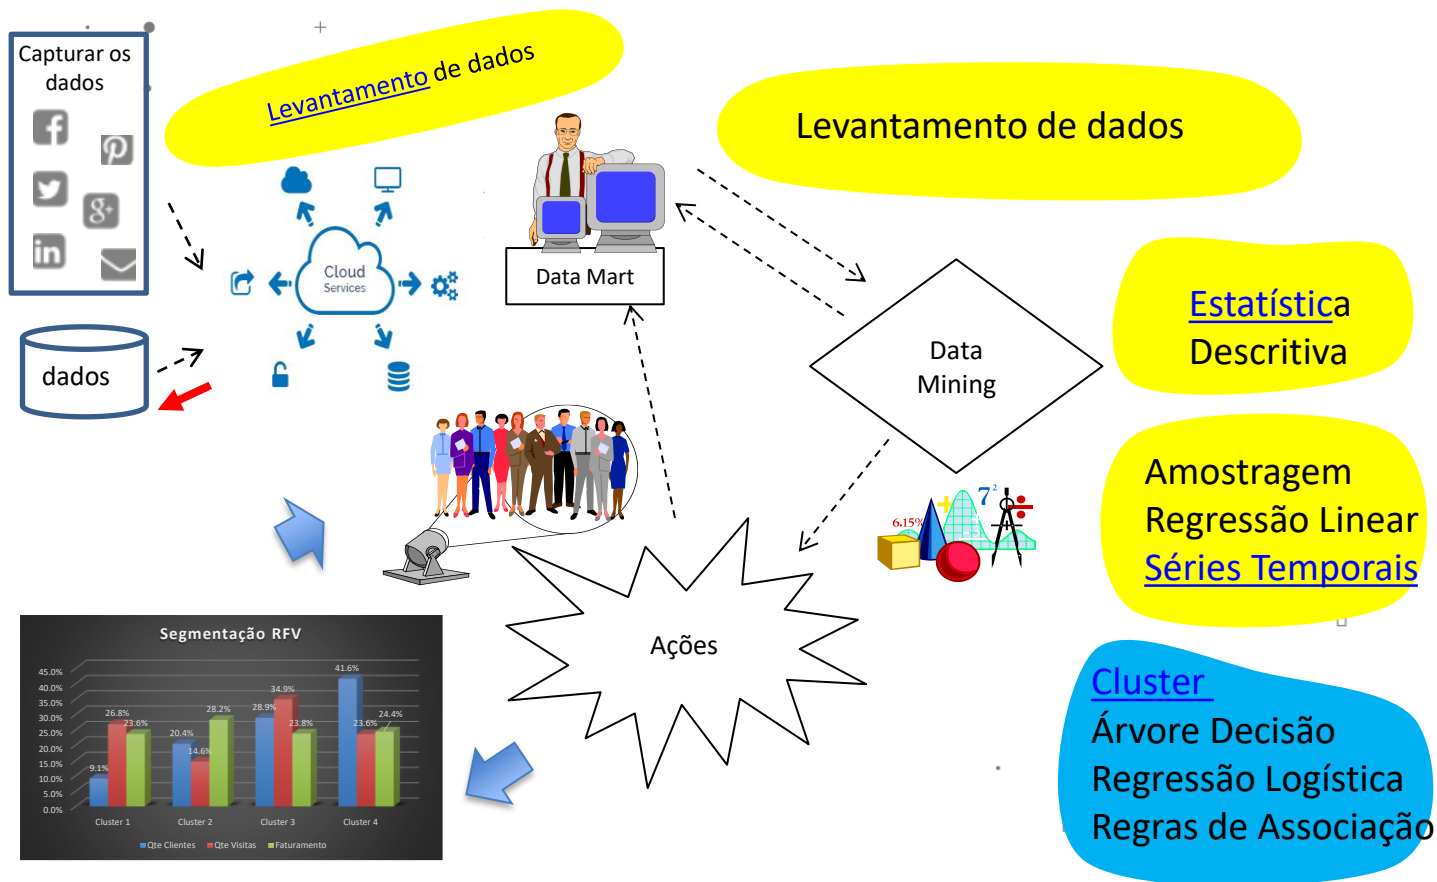 Capturar os
dados
Levantamento de dados
Levantamento de dados
Cloud
Services
Data Mart
dados
Data
Mining
Estatística
Descritiva
Amostragem
Regressão Linear
Séries Temporais
6.15%
7²
Ações
Segmentação RFV
45.0%
40.0%
35.0%
30.0%
25.0%
20.0%
15.0%
10.0%
5.0%
0.0%
9.1%
26.8%
23.6%
20.4%
14.6%
28.2%
28.9%
34.9%
23.8%
41.6%
23.6%
24.4%
Cluster 1
Cluster 2
Cluster 3
Cluster 4
Qte Clientes
Qte Visitas
Faturamento
Cluster
Árvore Decisão
Regressão Logística
Regras de Associação